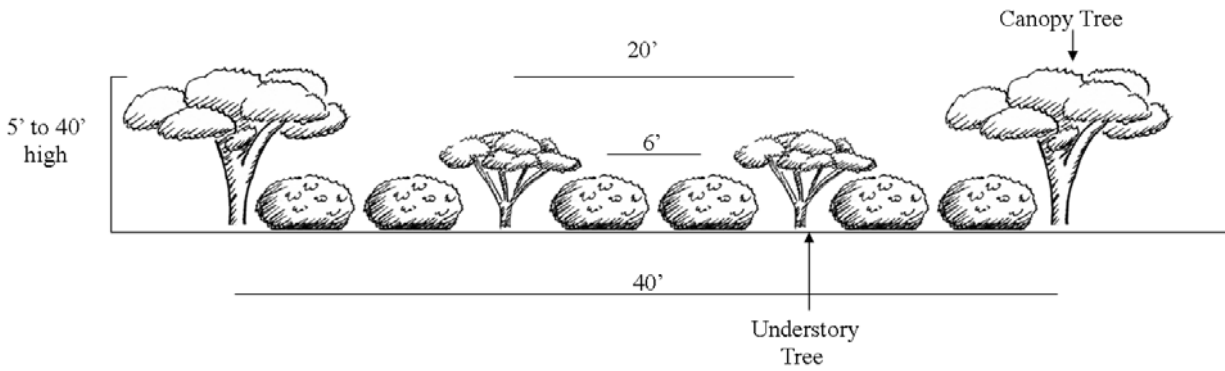 Canopy Tree
20’
5’ to 40’
high
6’
40’
Understory
Tree